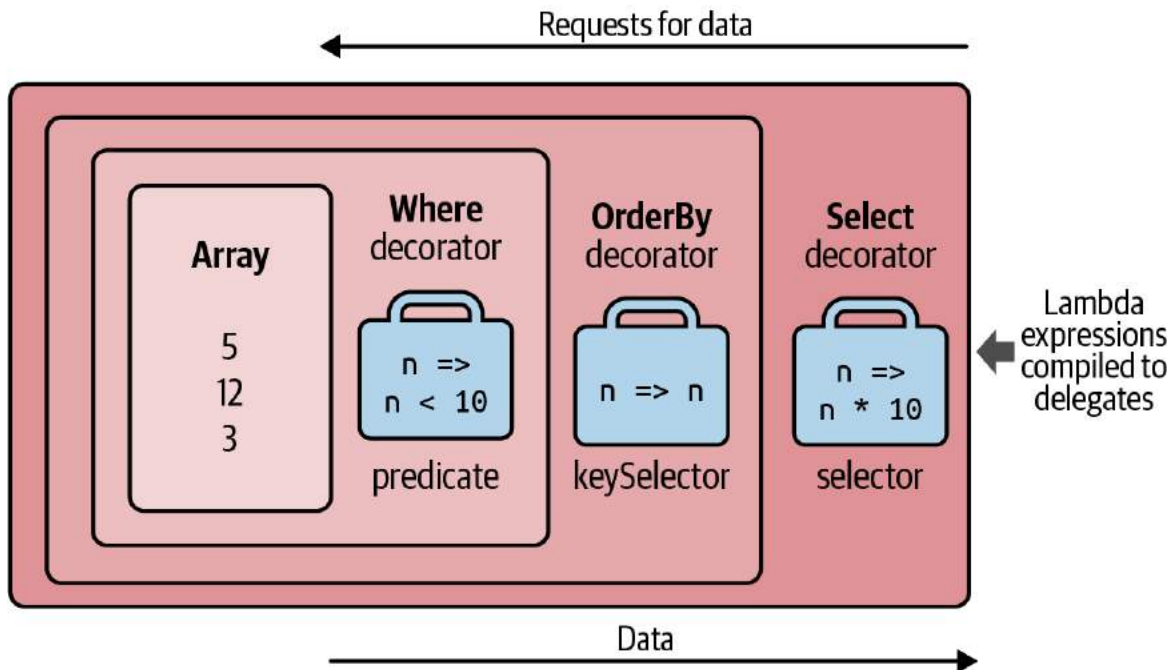 Requests for data
Array
5
12
3
Where
decorator
n =>
n < 10
predicate
OrderBy
decorator
n => n
keySelector
Select
decorator
n =>
n * 10
selector
Lambda
expressions
compiled to
delegates
Data